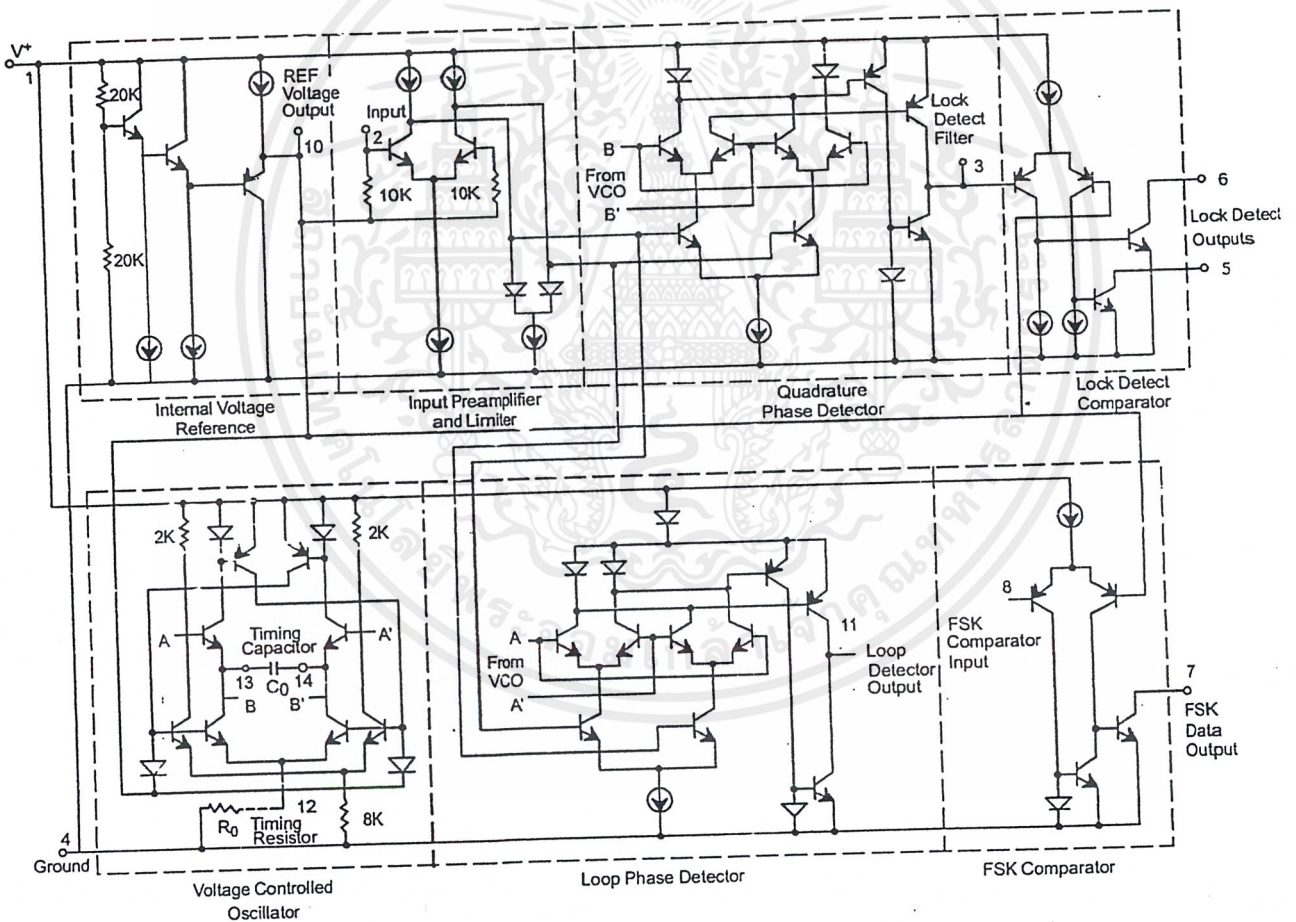 V+
1
20K
20K
REF
Voltage
Output
10
Input
2
10K
10K
B
From
VCO
B'
Lock
Detect
Filter
3
6
Lock Detect
Outputs
5
Internal Voltage
Reference
Input Preamplifier
and Limiter
Quadrature
Phase Detector
Lock Detect
Comparator
2K
2K
A
Timing
Capacitor
A'
13
C0
14
B
B'
12
R0
Timing
Resistor
8K
4
Ground
A
From
VCO
A'
11
Loop
Detector
Output
8
FSK
Comparator
Input
7
FSK
Data
Output
Voltage Controlled
Oscillator
Loop Phase Detector
FSK Comparator